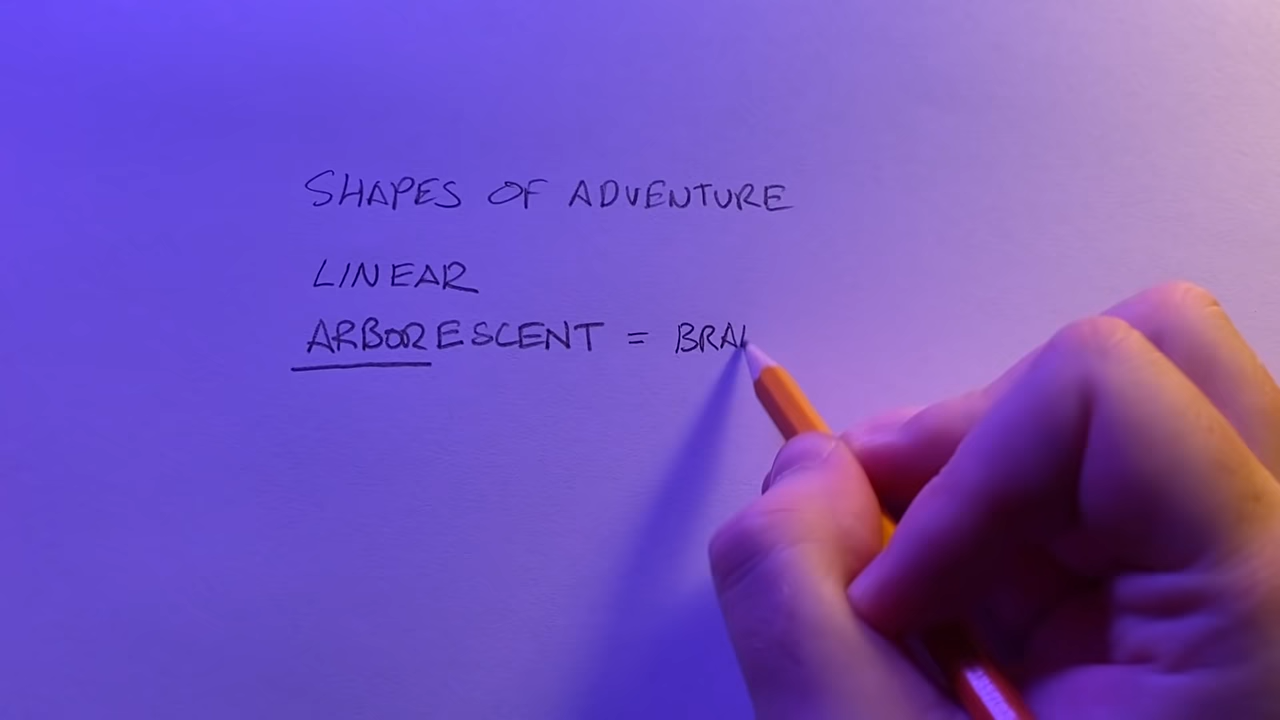 SHAPES OF ADVENTURE
LINEAR
ARBORESCENT = BRA